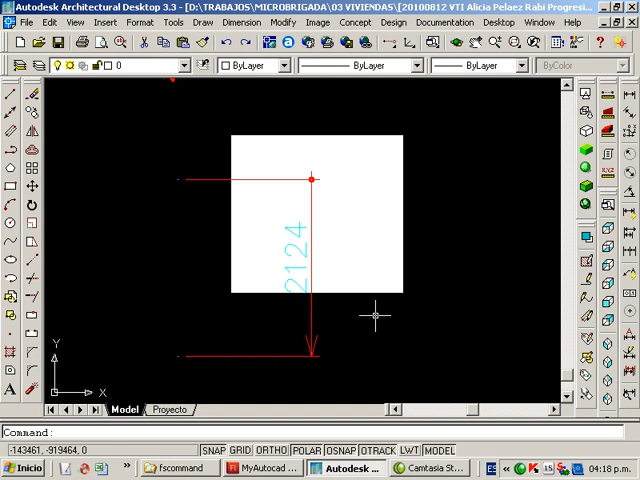 Autodesk Architectural Desktop 3.3 - [D:\TRABAJOS\MICROBRIGADA\03 VIVIENDAS\[20100812 VTI Alicia Pelaez Rabi Progresi...
File Edit View Insert Format Tools Draw Dimension Modify Image Concept Design Documentation Desktop Window Help
0 ByLayer ByLayer ByLayer ByColor
X,Y,Z
2124
Y
X
A
Model Proyecto
Command:
-143461, -919464, 0 SNAP GRID ORTHO POLAR OSNAP OTRACK LWT MODEL
Inicio » fscommand MyAutocad ... Autodesk ... Camtasia St... ES « 04:18 p.m.